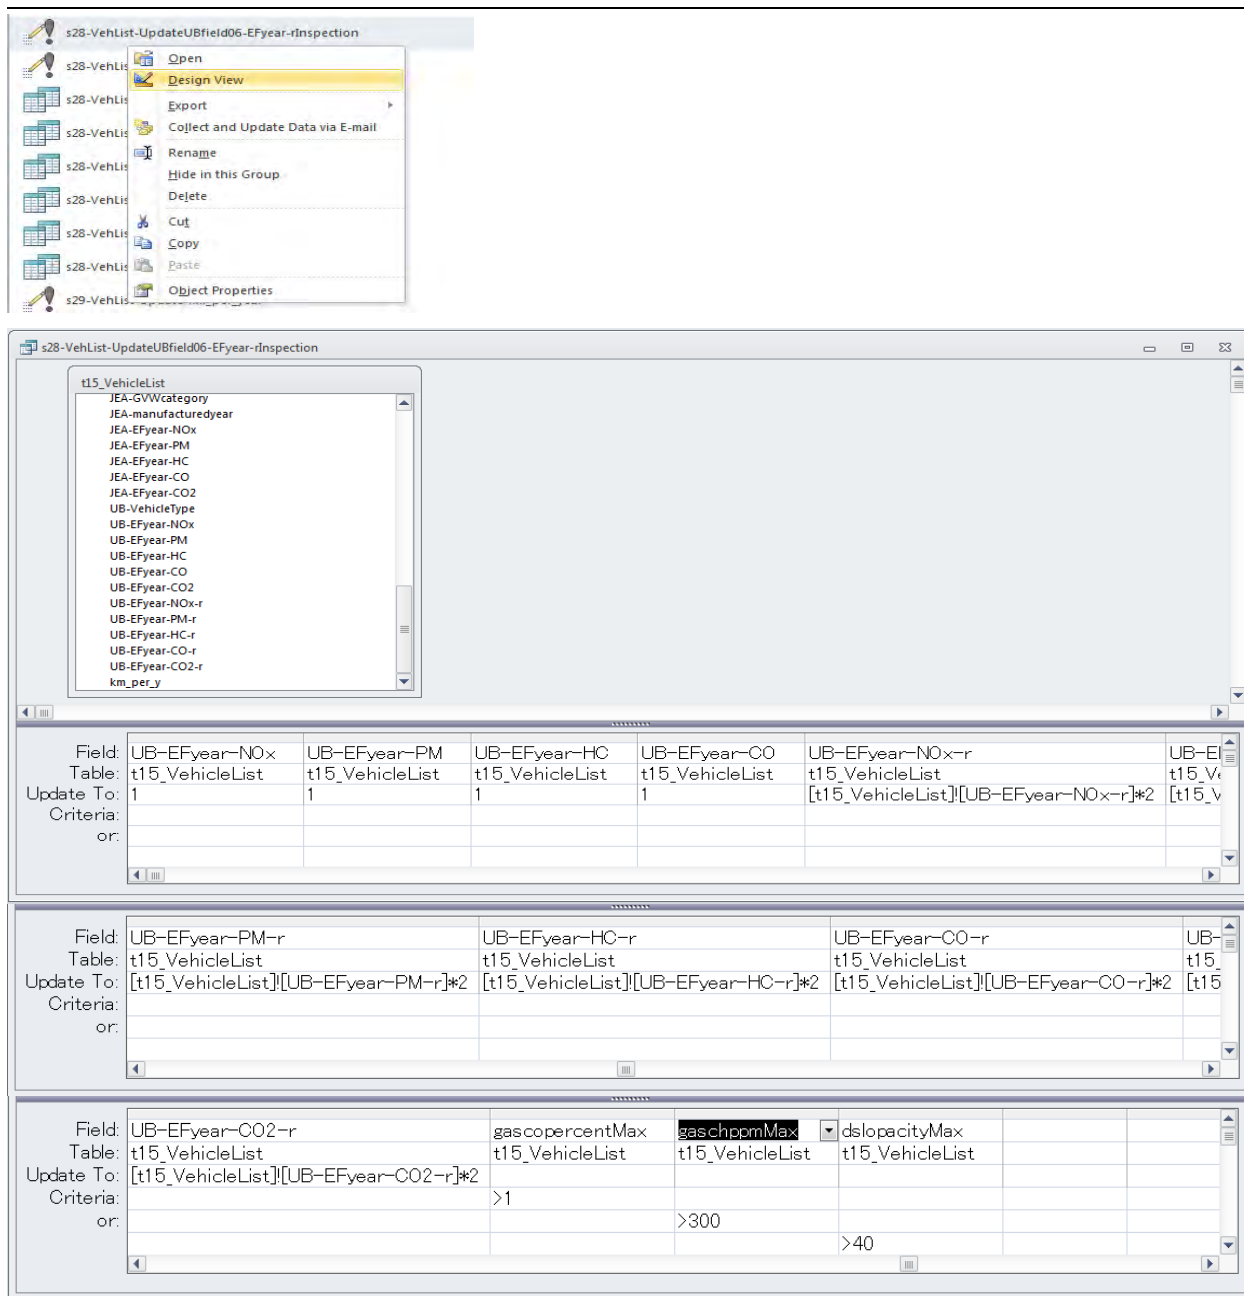 s28-VehList-UpdateUBfield06-EFyear-rInspection
s28-VehLis
s28-VehLis
s28-VehLis
s28-VehLis
s28-VehLis
s28-VehLis
s28-VehLis
s29-VehLis
Open
Design View
Export
Collect and Update Data via E-mail
Rename
Hide in this Group
Delete
Cut
Copy
Paste
Object Properties
s28-VehList-UpdateUBfield06-EFyear-rInspection
t15_VehicleList
JEA-GVWcategory
JEA-manufacturedyear
JEA-EFyear-NOx
JEA-EFyear-PM
JEA-EFyear-HC
JEA-EFyear-CO
JEA-EFyear-CO2
UB-VehicleType
UB-EFyear-NOx
UB-EFyear-PM
UB-EFyear-HC
UB-EFyear-CO
UB-EFyear-CO2
UB-EFyear-NOx-r
UB-EFyear-PM-r
UB-EFyear-HC-r
UB-EFyear-CO-r
UB-EFyear-CO2-r
km_per_y
Field: UB-EFyear-NOx UB-EFyear-PM UB-EFyear-HC UB-EFyear-CO UB-EFyear-NOx-r UB-EF
Table: t15_VehicleList t15_VehicleList t15_VehicleList t15_VehicleList t15_VehicleList t15_Ve
Update To: 1 1 1 1 [t15_VehicleList]![UB-EFyear-NOx-r]*2 [t15_V
Criteria:
or:
Field: UB-EFyear-PM-r UB-EFyear-HC-r UB-EFyear-CO-r UB-
Table: t15_VehicleList t15_VehicleList t15_VehicleList t15_
Update To: [t15_VehicleList]![UB-EFyear-PM-r]*2 [t15_VehicleList]![UB-EFyear-HC-r]*2 [t15_VehicleList]![UB-EFyear-CO-r]*2 [t15
Criteria:
or:
Field: UB-EFyear-CO2-r gascopercentMax gaschppmMax dslopacityMax
Table: t15_VehicleList t15_VehicleList t15_VehicleList t15_VehicleList
Update To: [t15_VehicleList]![UB-EFyear-CO2-r]*2
Criteria: >1
or: >300
>40